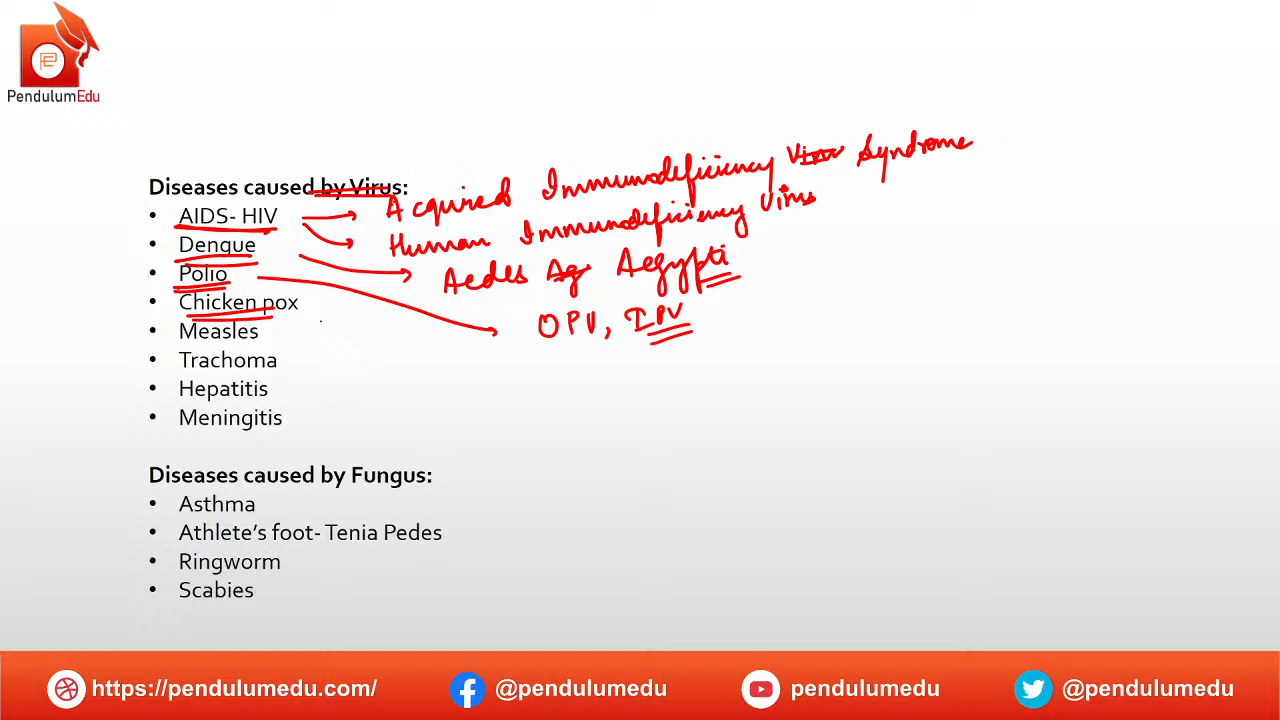 PendulumEdu
Acquired Immunodeficiency Viru Syndrome
Diseases caused by Virus:
• AIDS- HIV
Human Immunodeficiency Virus
• Dengue
Aedes Ag Aegypti
• Polio
• Chicken pox
OPV, IPV
• Measles
• Trachoma
• Hepatitis
• Meningitis
Diseases caused by Fungus:
• Asthma
• Athlete's foot- Tenia Pedes
• Ringworm
• Scabies
https://pendulumedu.com/
@pendulumedu
pendulumedu
@pendulumedu